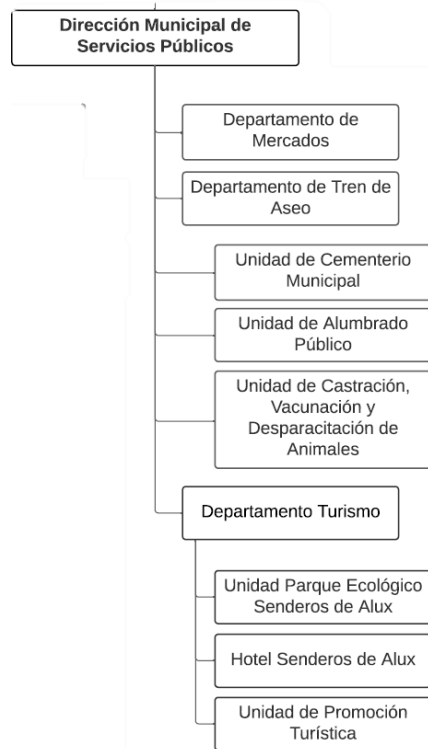 Dirección Municipal de
Servicios Públicos
Departamento de
Mercados
Departamento de Tren de
Aseo
Unidad de Cementerio
Municipal
Unidad de Alumbrado
Público
Unidad de Castración,
Vacunación y
Desparacitación de
Animales
Departamento Turismo
Unidad Parque Ecológico
Senderos de Alux
Hotel Senderos de Alux
Unidad de Promoción
Turística